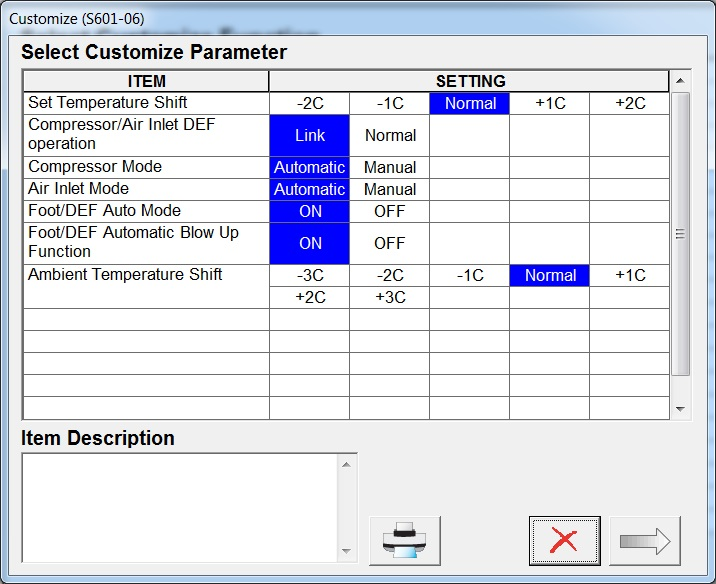 Customize (S601-06)
Select Customize Parameter
ITEM SETTING
Set Temperature Shift -2C -1C Normal +1C +2C
Compressor/Air Inlet DEF
operation Link Normal
Compressor Mode Automatic Manual
Air Inlet Mode Automatic Manual
Foot/DEF Auto Mode ON OFF
Foot/DEF Automatic Blow Up
Function ON OFF
Ambient Temperature Shift -3C -2C -1C Normal +1C
+2C +3C
Item Description